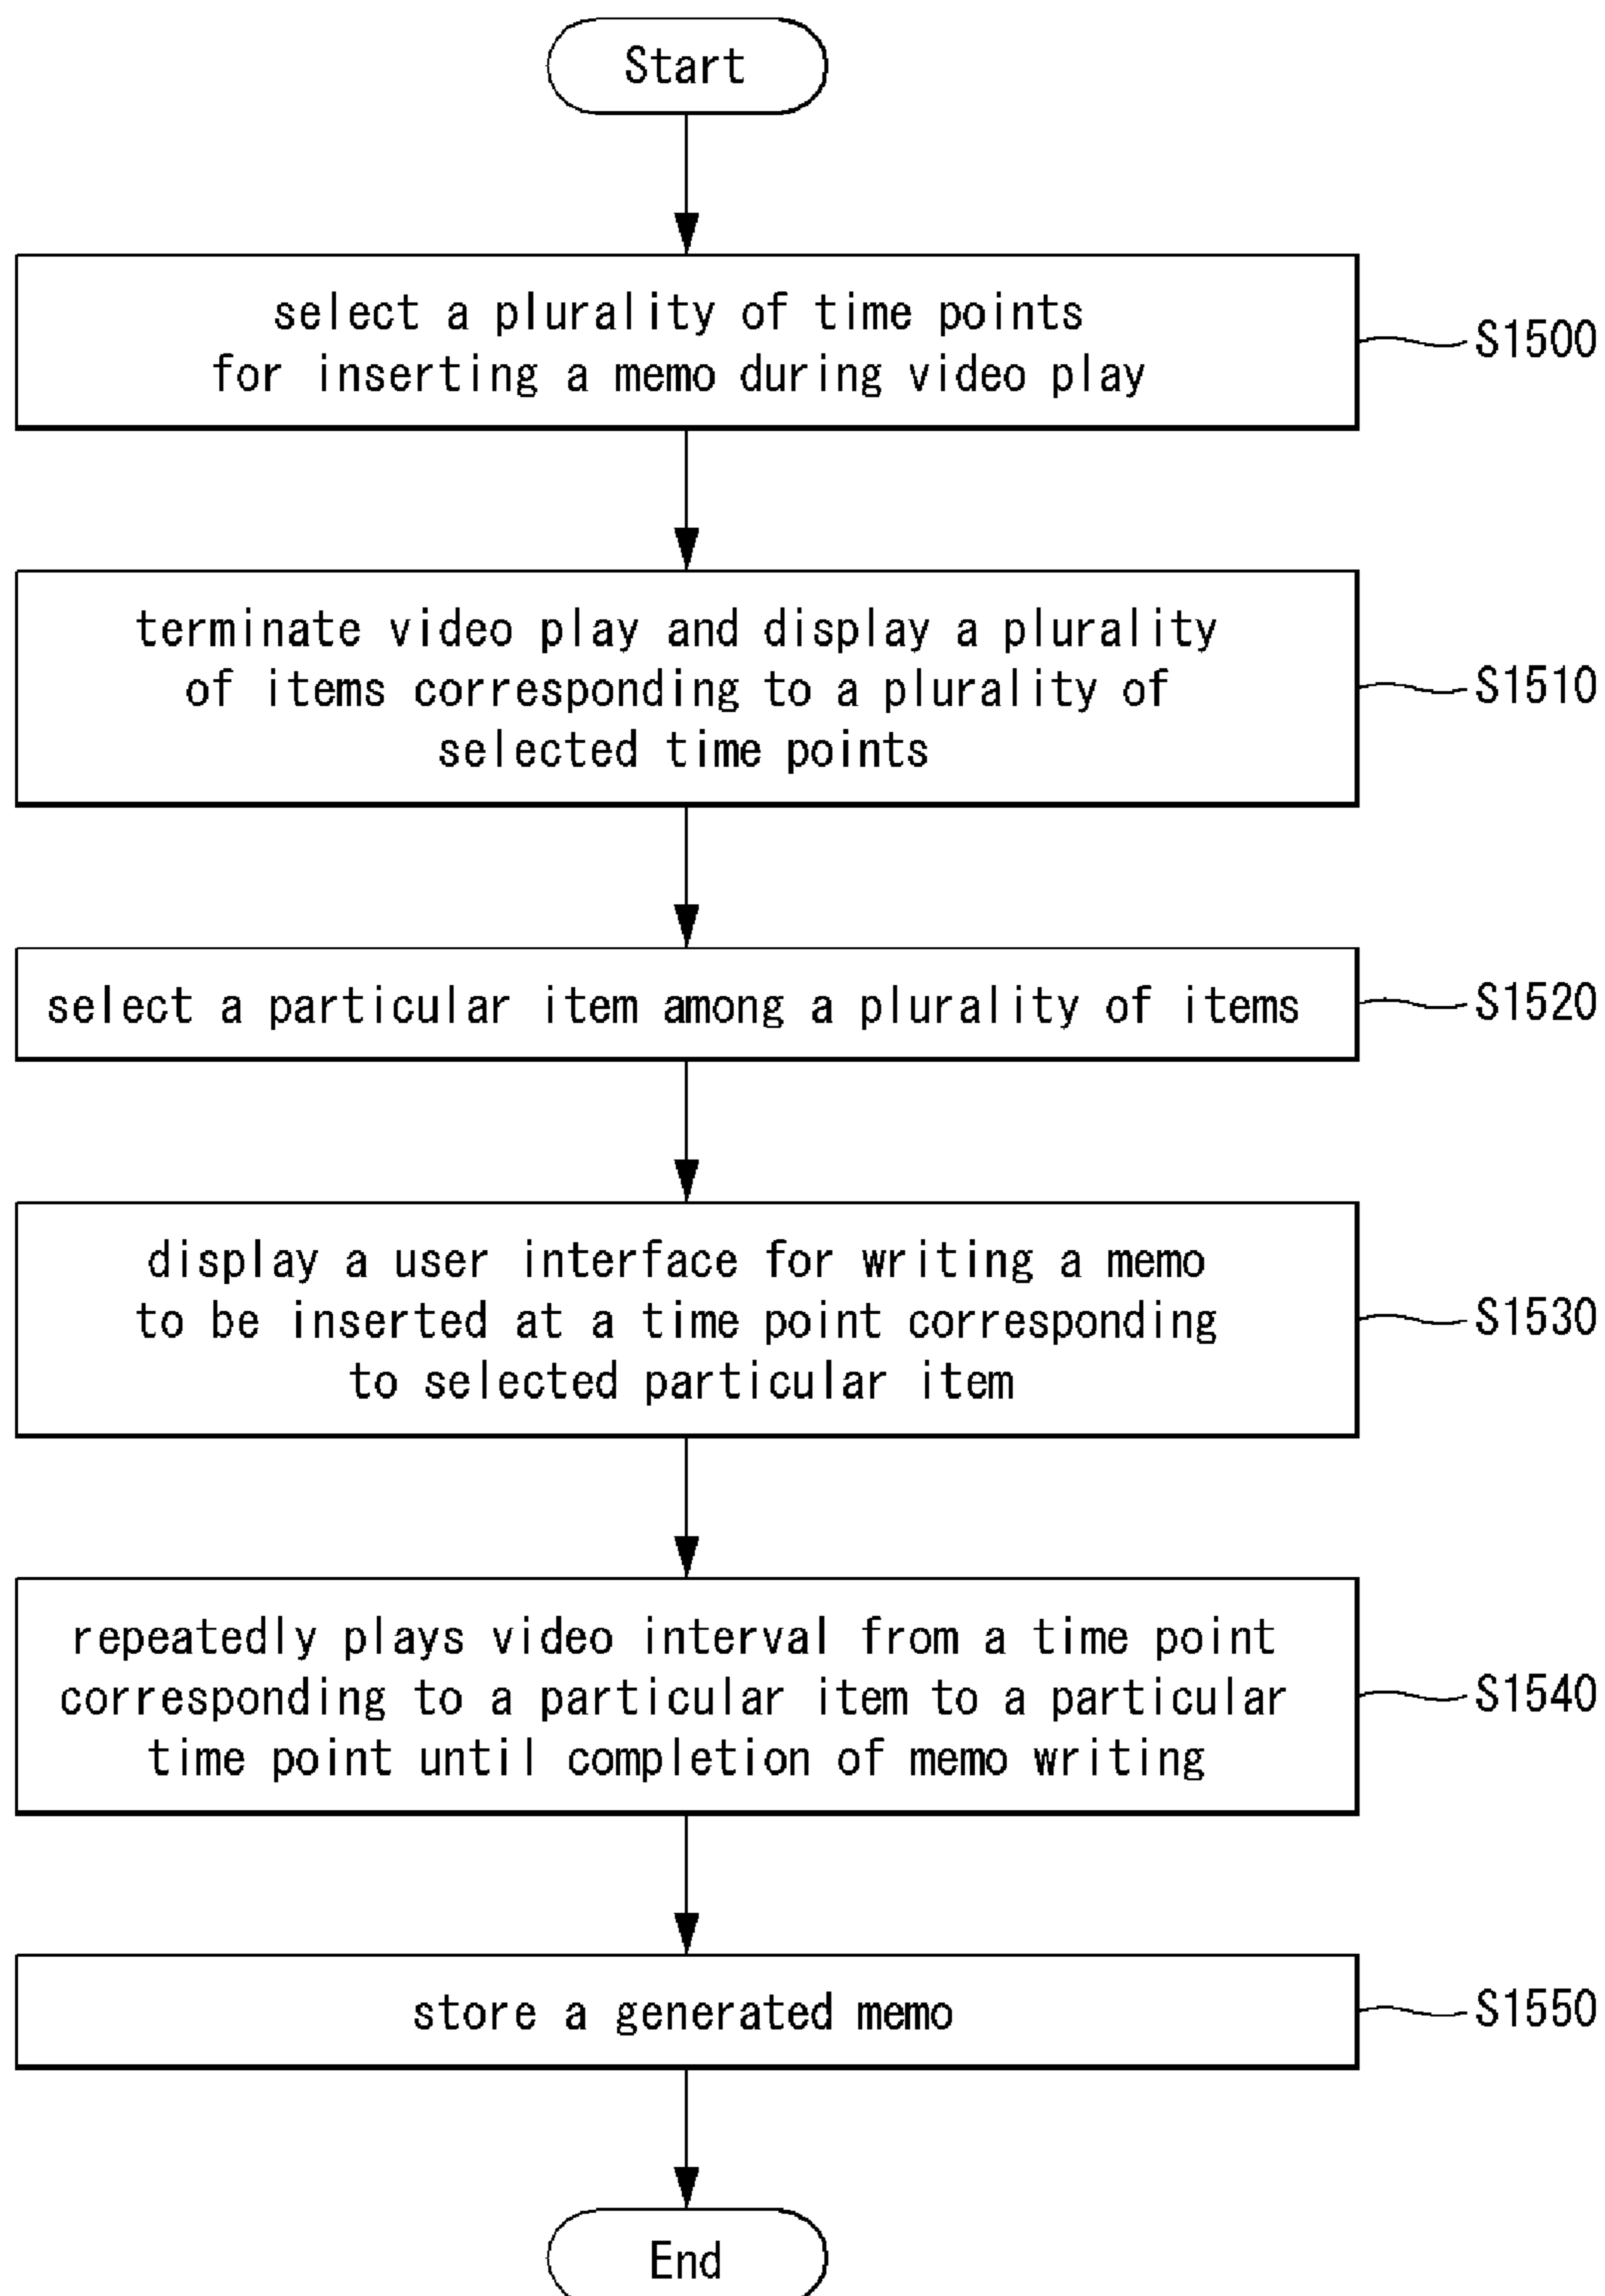 Start
select a plurality of time points
for inserting a memo during video play
S1500
terminate video play and display a plurality
of items corresponding to a plurality of
selected time points
S1510
select a particular item among a plurality of items
S1520
display a user interface for writing a memo
to be inserted at a time point corresponding
to selected particular item
S1530
repeatedly plays video interval from a time point
corresponding to a particular item to a particular
time point until completion of memo writing
S1540
store a generated memo
S1550
End